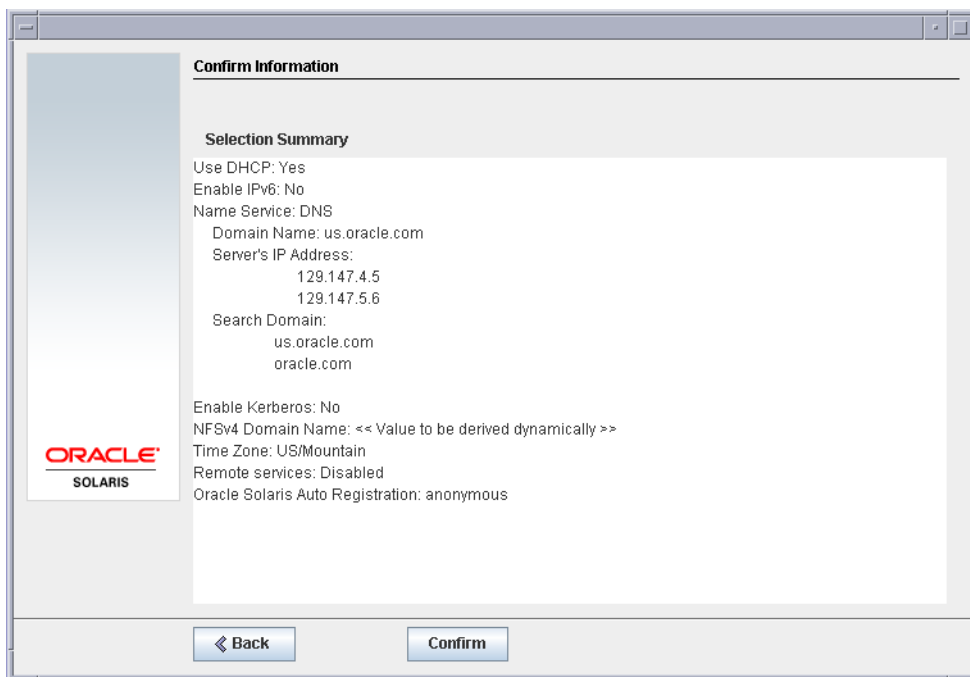 Confirm Information
Selection Summary
Use DHCP: Yes
Enable IPv6: No
Name Service: DNS
Domain Name: us.oracle.com
Server's IP Address:
129.147.4.5
129.147.5.6
Search Domain:
us.oracle.com
oracle.com
Enable Kerberos: No
NFSv4 Domain Name: << Value to be derived dynamically >>
Time Zone: US/Mountain
Remote services: Disabled
Oracle Solaris Auto Registration: anonymous
ORACLE
SOLARIS
Back
Confirm